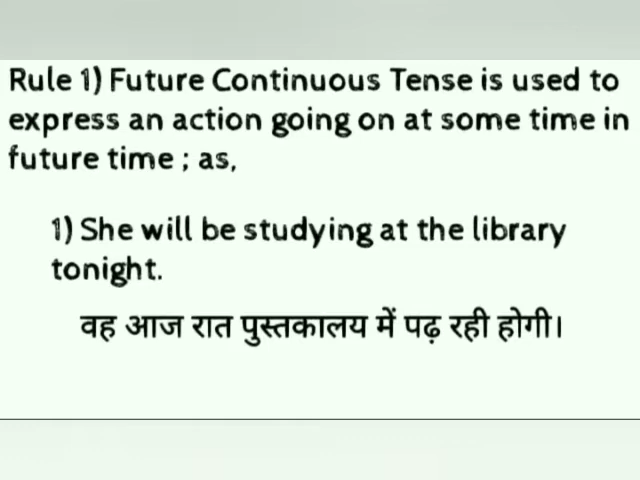 Rule 1) Future Continuous Tense is used to
express an action going on at some time in
future time ; as,
1) She will be studying at the library
tonight.
वह आज रात पुस्तकालय में पढ़ रही होगी।